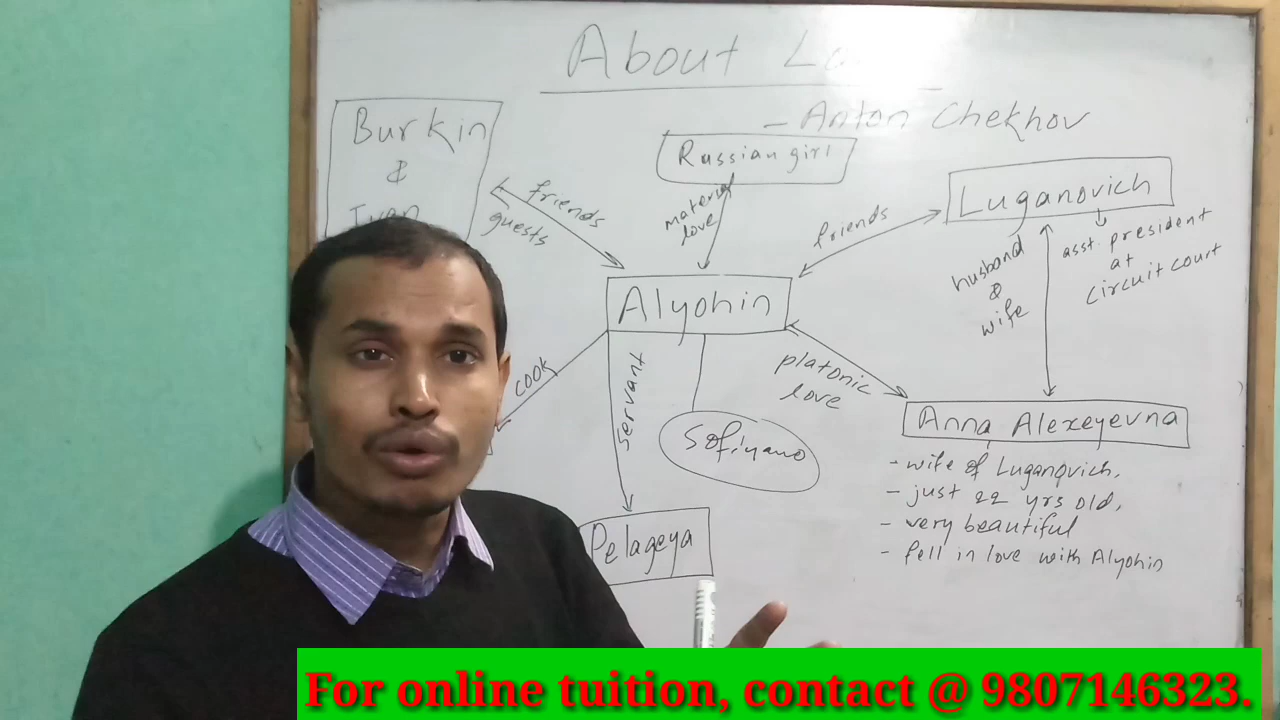 About
- Anton Chekhov
Burkin
&
Ivan
Russian girl
Luganovich
friends
guests
material
love
friends
husband
&
wife
asst. president
at
circuit court
Alyohin
cook
servant
platonic
love
Sofiyano
Anna Alexeyevna
- wife of Luganovich,
- just 22 yrs old,
- very beautiful
- fell in love with Alyohin
Pelageya
For online tuition, contact @ 9807146323.